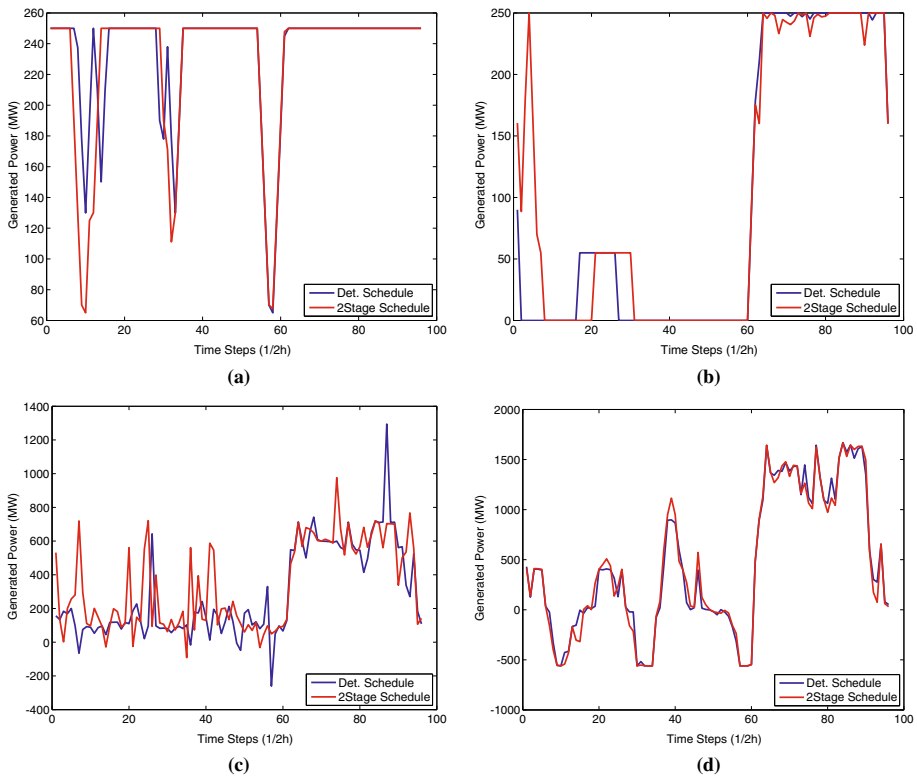 260
240
220
200
180
160
140
120
100
80
60
Generated Power (MW)
0 20 40 60 80 100
Time Steps (1/2h)
Det. Schedule
2Stage Schedule
(a)
250
200
150
100
50
0
Generated Power (MW)
0 20 40 60 80 100
Time Steps (1/2h)
Det. Schedule
2Stage Schedule
(b)
1400
1200
1000
800
600
400
200
0
-200
-400
Generated Power (MW)
0 20 40 60 80 100
Time Steps (1/2h)
Det. Schedule
2Stage Schedule
(c)
2000
1500
1000
500
0
-500
-1000
Generated Power (MW)
0 20 40 60 80 100
Time Steps (1/2h)
Det. Schedule
2Stage Schedule
(d)